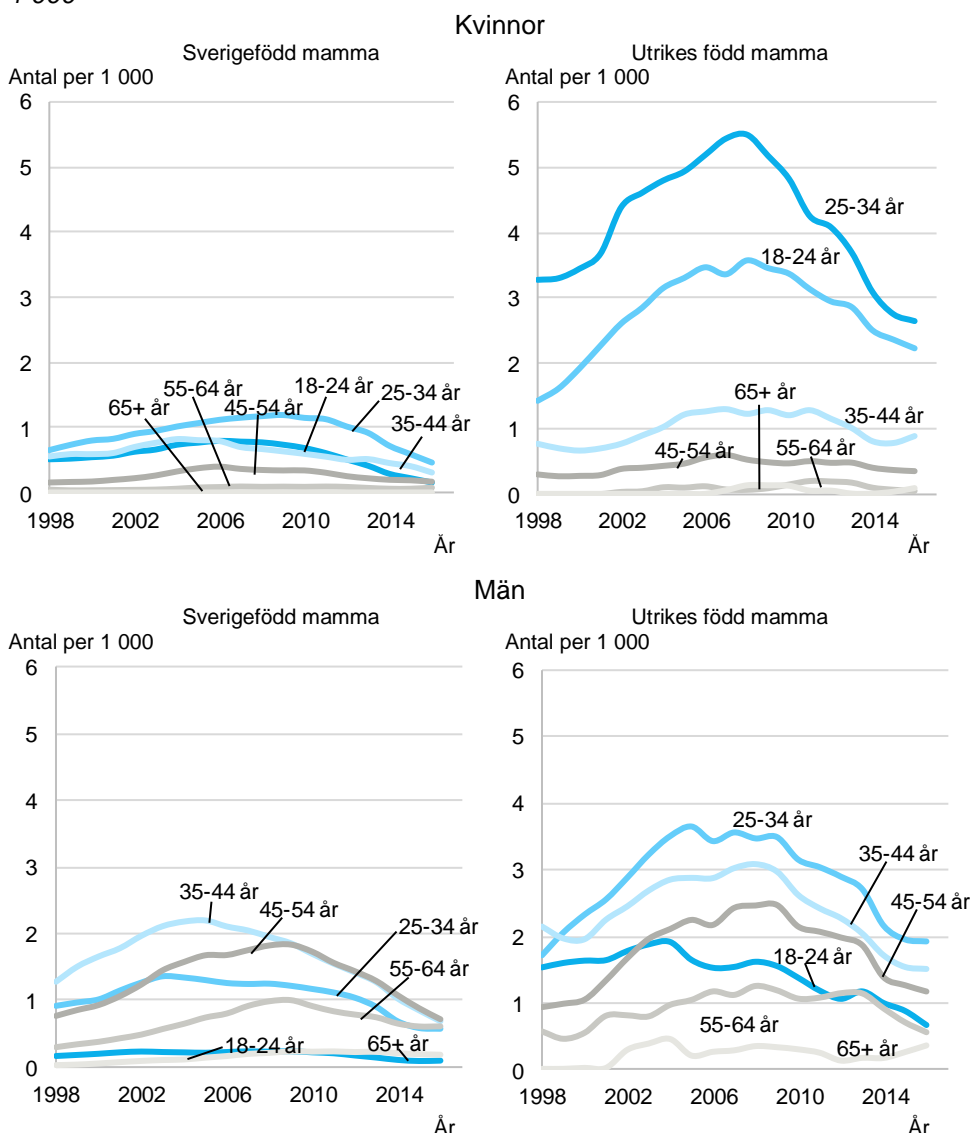 Kvinnor
Sverigefödd mamma
Utrikes född mamma
Antal per 1 000
Antal per 1 000
6
5
4
3
2
1
0
65+ år
55-64 år
45-54 år
18-24 år
25-34 år
35-44 år
1998 2002 2006 2010 2014
År
6
5
4
3
2
1
0
25-34 år
18-24 år
65+ år
35-44 år
45-54 år
55-64 år
1998 2002 2006 2010 2014
År
Män
Sverigefödd mamma
Utrikes född mamma
Antal per 1 000
Antal per 1 000
6
5
4
3
2
1
0
35-44 år
45-54 år
25-34 år
55-64 år
18-24 år
65+ år
1998 2002 2006 2010 2014
År
6
5
4
3
2
1
0
25-34 år
35-44 år
45-54 år
18-24 år
55-64 år
65+ år
1998 2002 2006 2010 2014
År